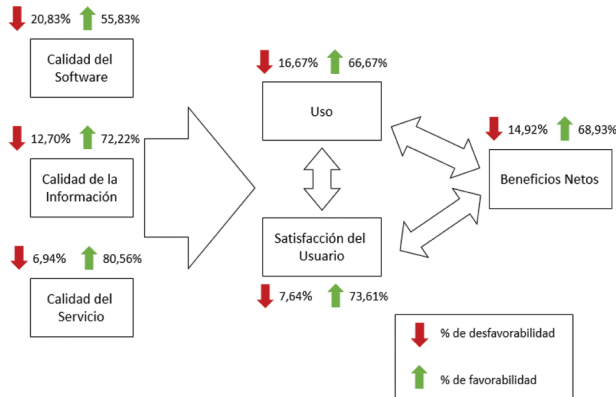 20,83% 55,83%
Calidad del
Software
12,70% 72,22%
Calidad de la
Información
6,94% 80,56%
Calidad del
Servicio
16,67% 66,67%
Uso
Satisfacción del
Usuario
7,64% 73,61%
14,92% 68,93%
Beneficios Netos
% de desfavorabilidad
% de favorabilidad